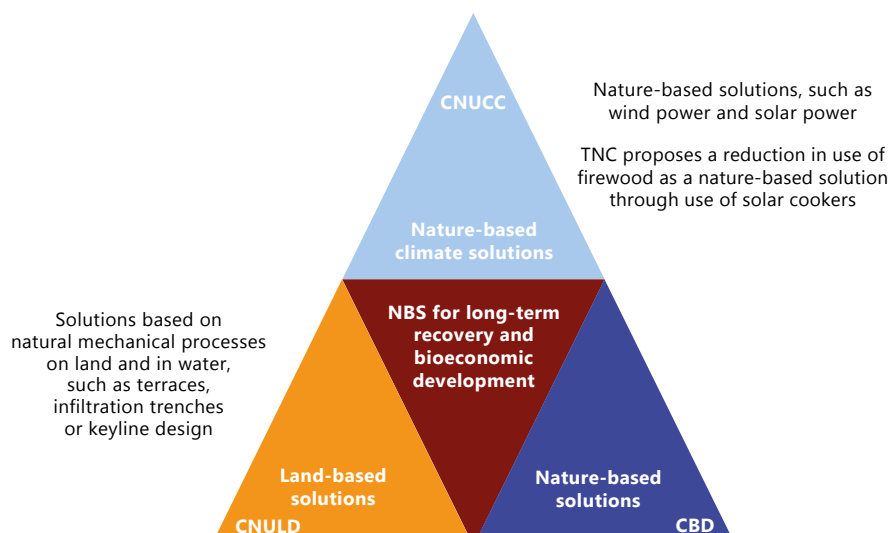 CNUCC
Nature-based
climate solutions
Nature-based solutions, such as
wind power and solar power
TNC proposes a reduction in use of
firewood as a nature-based solution
through use of solar cookers
Solutions based on
natural mechanical processes
on land and in water,
such as terraces,
infiltration trenches
or keyline design
NBS for long-term
recovery and
bioeconomic
development
Land-based
solutions
CNULD
Nature-based
solutions
CBD